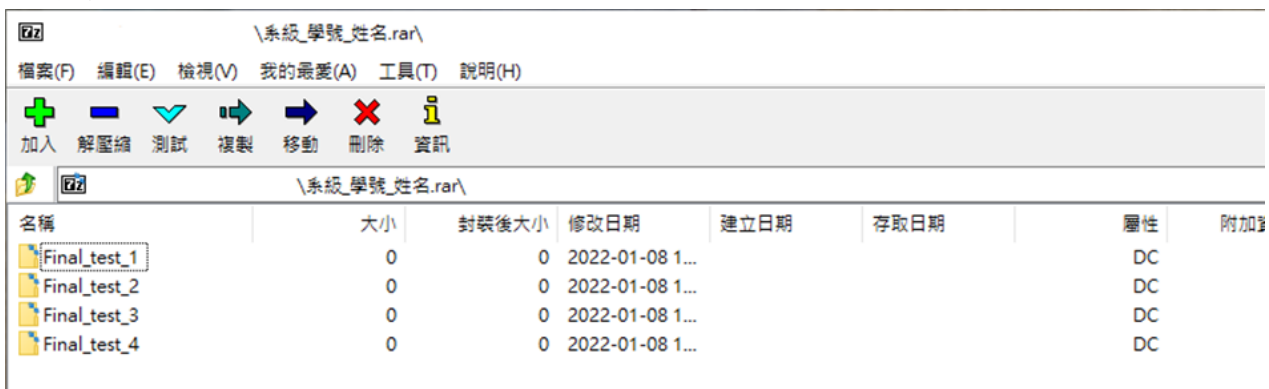 \系級_學號_姓名.rar\
檔案(F) 編輯(E) 檢視(V) 我的最愛(A) 工具(T) 說明(H)
加入 解壓縮 測試 複製 移動 刪除 資訊
\系級_學號_姓名.rar\
名稱 大小 封裝後大小 修改日期 建立日期 存取日期 屬性 附加
Final_test_1 0 0 2022-01-08 1... DC
Final_test_2 0 0 2022-01-08 1... DC
Final_test_3 0 0 2022-01-08 1... DC
Final_test_4 0 0 2022-01-08 1... DC